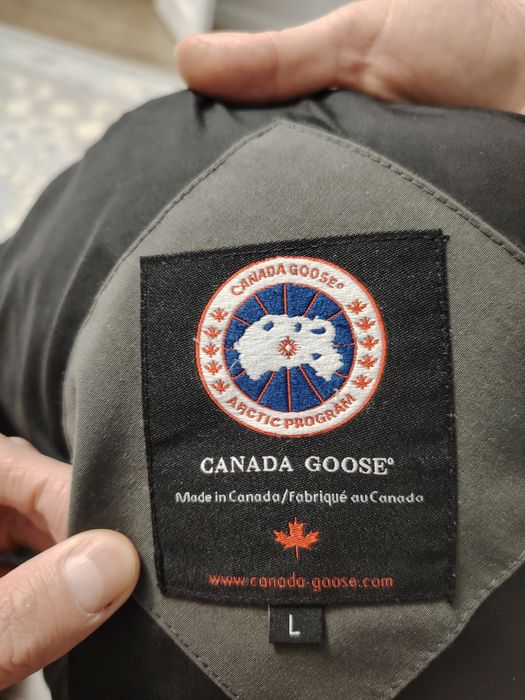 CANADA GOOSE®
ARCTIC PROGRAM
CANADA GOOSE®
Made in Canada/Fabriqué au Canada
www.canada-goose.com
L